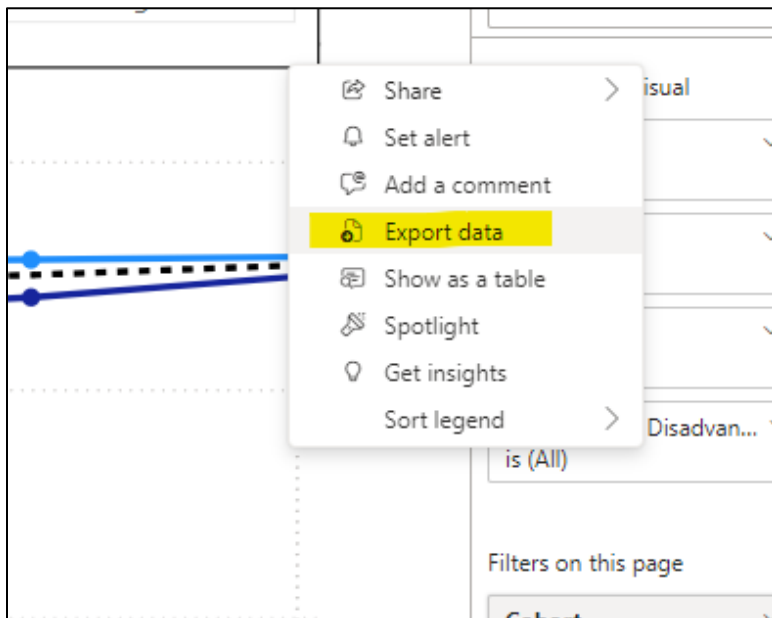 Share
isual
Set alert
Add a comment
Export data
Show as a table
Spotlight
Get insights
Sort legend
Disadvan...
is (All)
Filters on this page
Cohort